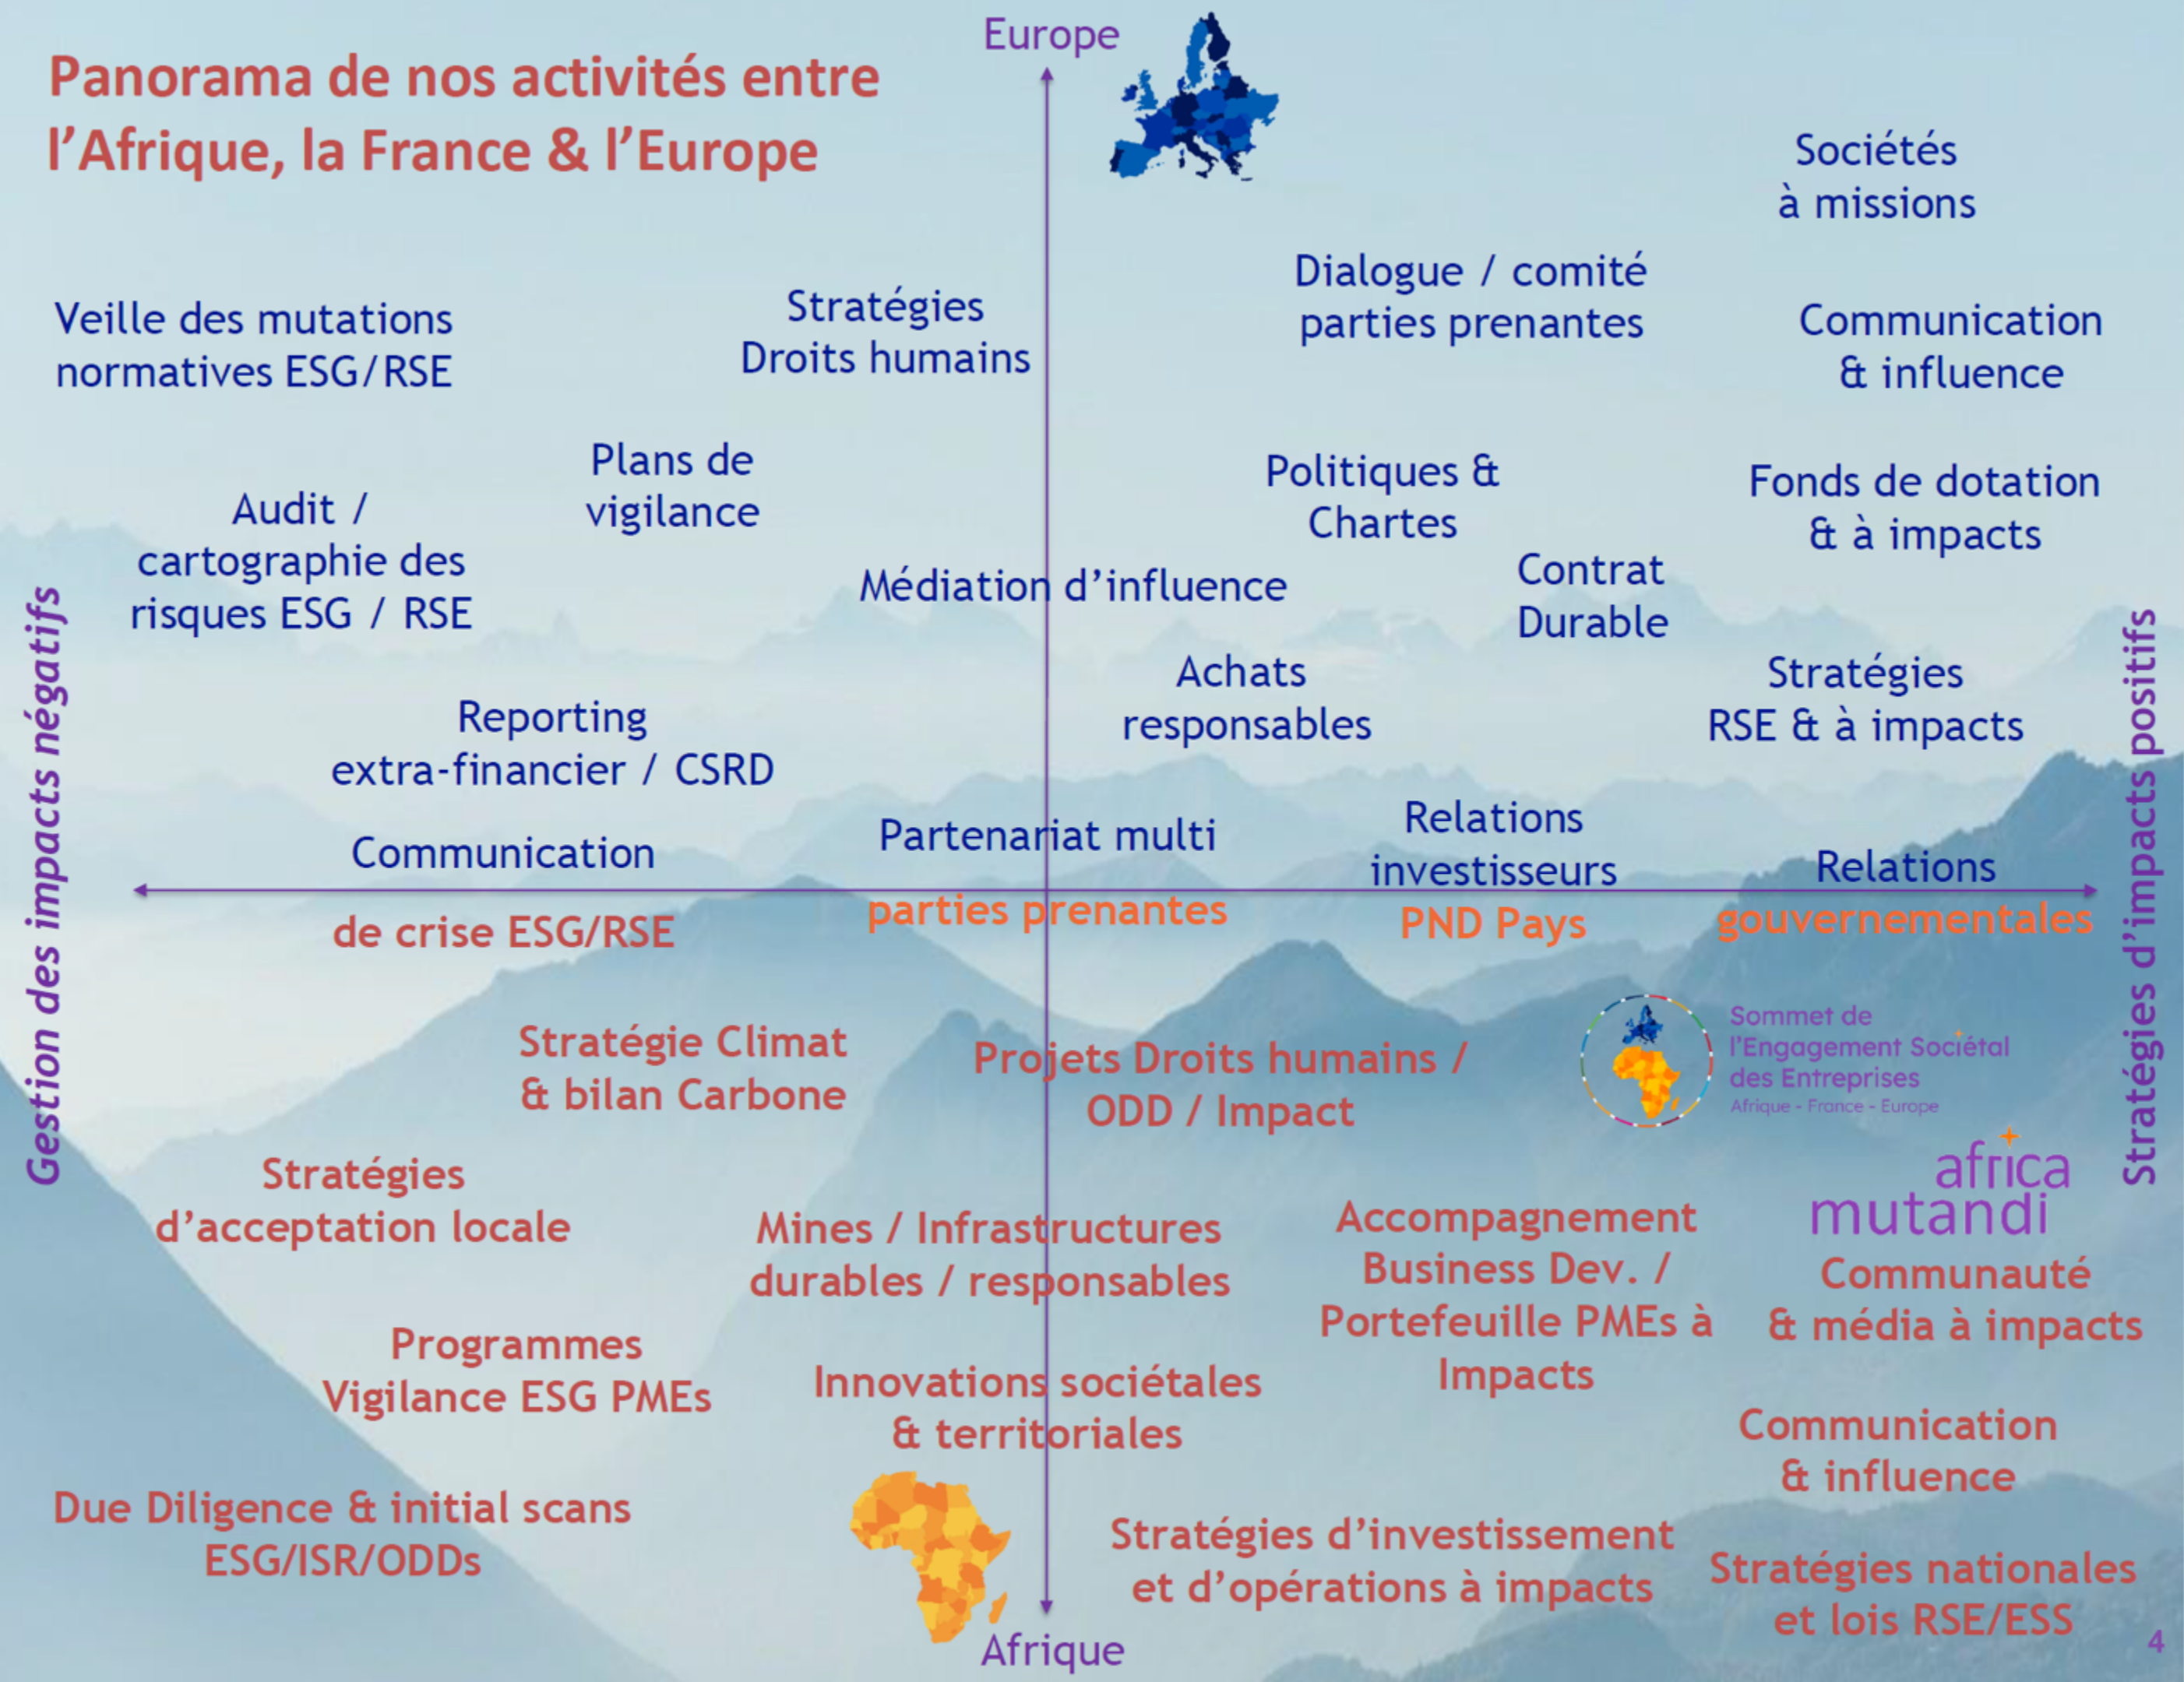 Panorama de nos activités entre
l'Afrique, la France & l'Europe
Europe
Sociétés
à missions
Dialogue / comité
parties prenantes
Veille des mutations
normatives ESG/RSE
Stratégies
Droits humains
Communication
& influence
Plans de
vigilance
Audit /
cartographie des
risques ESG / RSE
Politiques &
Chartes
Fonds de dotation
& à impacts
Médiation d'influence
Contrat
Durable
Achats
responsables
Stratégies
RSE & à impacts
Reporting
extra-financier / CSRD
Gestion des impacts négatifs
Stratégies d'impacts positifs
Communication
de crise ESG/RSE
Partenariat multi
parties prenantes
Relations
investisseurs
PND Pays
Relations
gouvernementales
Stratégie Climat
& bilan Carbone
Projets Droits humains /
ODD / Impact
Sommet de
l'Engagement Sociétal
des Entreprises
Afrique - France - Europe
africa
mutandi
Communauté
& média à impacts
Stratégies
d'acceptation locale
Mines / Infrastructures
durables / responsables
Accompagnement
Business Dev. /
Portefeuille PMEs à
Impacts
Programmes
Vigilance ESG PMEs
Innovations sociétales
& territoriales
Communication
& influence
Due Diligence & initial scans
ESG/ISR/ODDs
Stratégies d'investissement
et d'opérations à impacts
Stratégies nationales
et lois RSE/ESS
Afrique
4